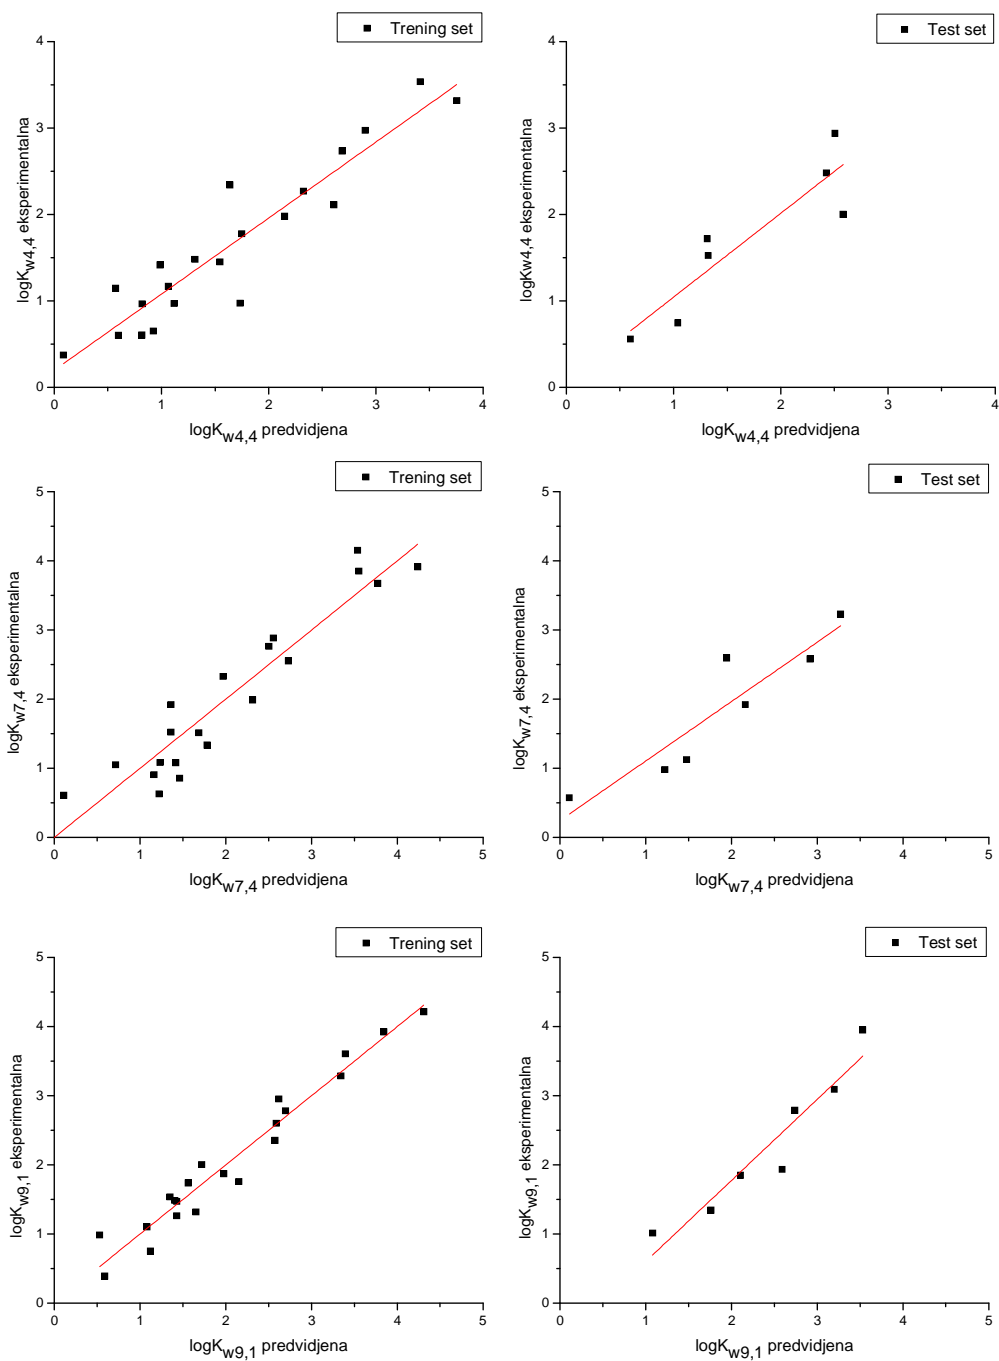 Trening set
4
3
2
1
0
0 1 2 3 4
logKw4,4 eksperimentalna
logKw4,4 predvidjena
Test set
4
3
2
1
0
0 1 2 3 4
logKw4,4 eksperimentalna
logKw4,4 predvidjena
Trening set
5
4
3
2
1
0
0 1 2 3 4 5
logKw7,4 eksperimentalna
logKw7,4 predvidjena
Test set
5
4
3
2
1
0
0 1 2 3 4 5
logKw7,4 eksperimentalna
logKw7,4 predvidjena
Trening set
5
4
3
2
1
0
0 1 2 3 4 5
logKw9,1 eksperimentalna
logKw9,1 predvidjena
Test set
5
4
3
2
1
0
0 1 2 3 4 5
logKw9,1 eksperimentalna
logKw9,1 predvidjena